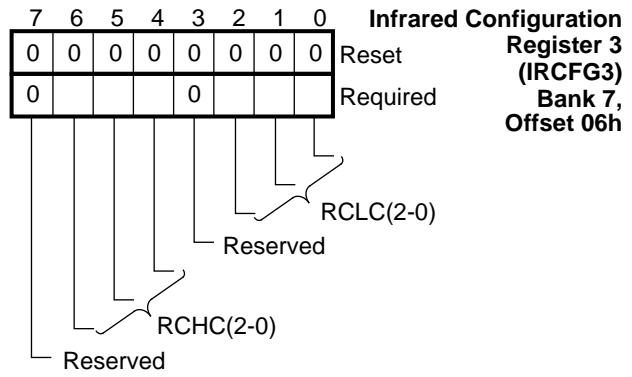 7 6 5 4 3 2 1 0
Infrared Configuration
Register 3
(IRCFG3)
Bank 7,
Offset 06h
0 0 0 0 0 0 0 0 Reset
0 0 Required
RCLC(2-0)
Reserved
RCHC(2-0)
Reserved